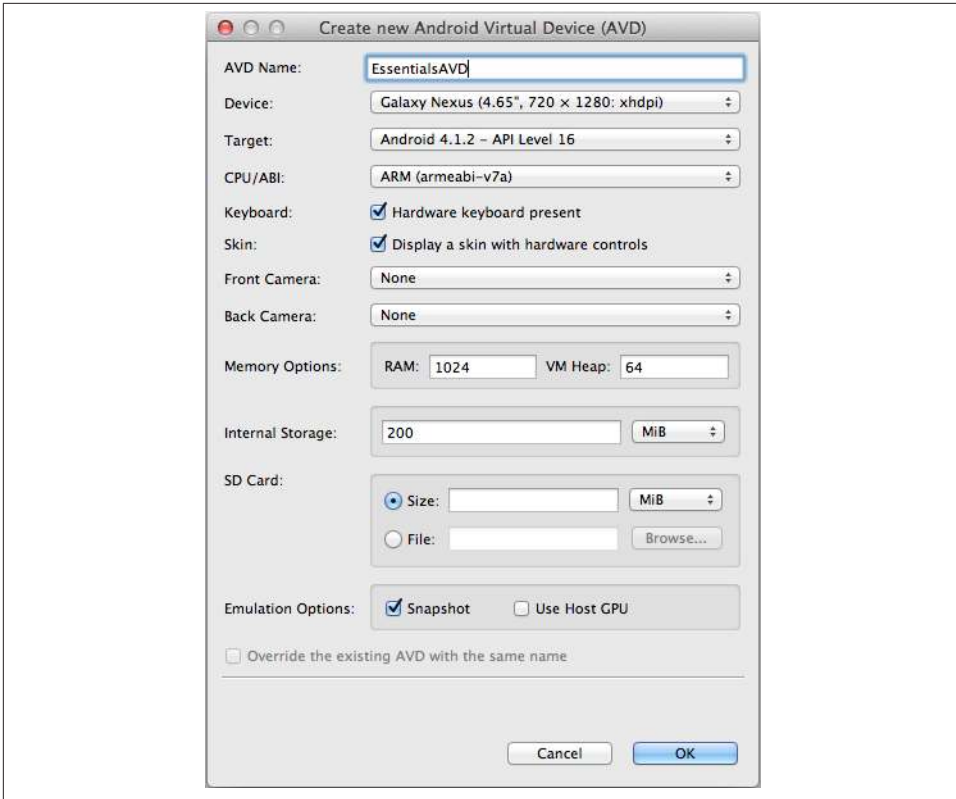 Create new Android Virtual Device (AVD)
AVD Name: EssentialsAVD
Device: Galaxy Nexus (4.65", 720 × 1280: xhdpi)
Target: Android 4.1.2 – API Level 16
CPU/ABI: ARM (armeabi-v7a)
Keyboard: Hardware keyboard present
Skin: Display a skin with hardware controls
Front Camera: None
Back Camera: None
Memory Options: RAM: 1024 VM Heap: 64
Internal Storage: 200 MiB
SD Card:
Size: MiB
File: Browse...
Emulation Options: Snapshot Use Host GPU
Override the existing AVD with the same name
Cancel OK